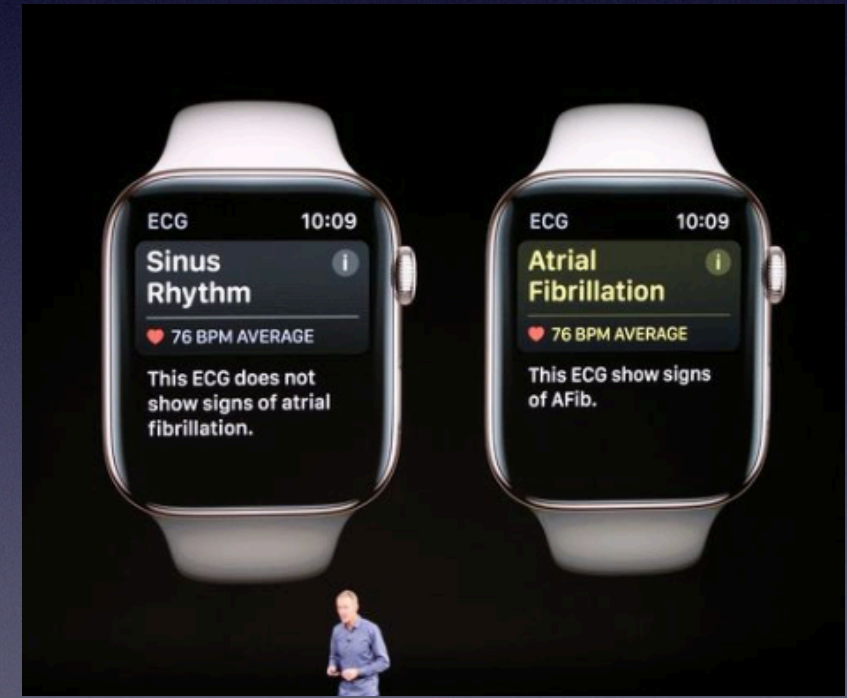 ECG 10:09
Sinus
Rhythm
i
76 BPM AVERAGE
This ECG does not
show signs of atrial
fibrillation.
ECG 10:09
Atrial
Fibrillation
i
76 BPM AVERAGE
This ECG show signs
of AFib.